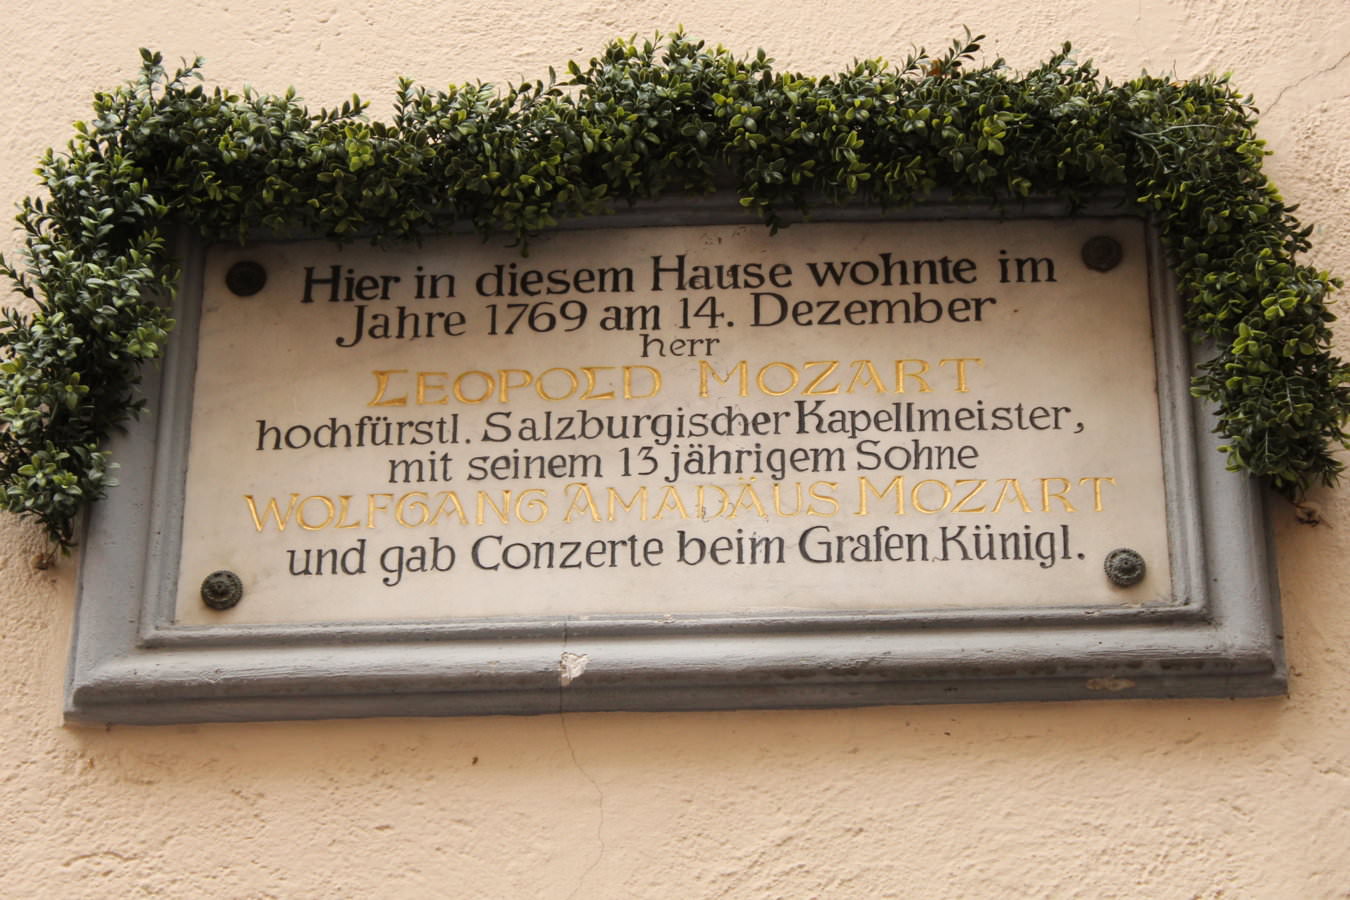 Hier in diesem Hause wohnte im
Jahre 1769 am 14. Dezember
herr
LEOPOLD MOZART
hochfürstl. Salzburgischer Kapellmeister,
mit seinem 13 jährigem Sohne
WOLFGANG AMADÄUS MOZART
und gab Conzerte beim Grafen Künigl.